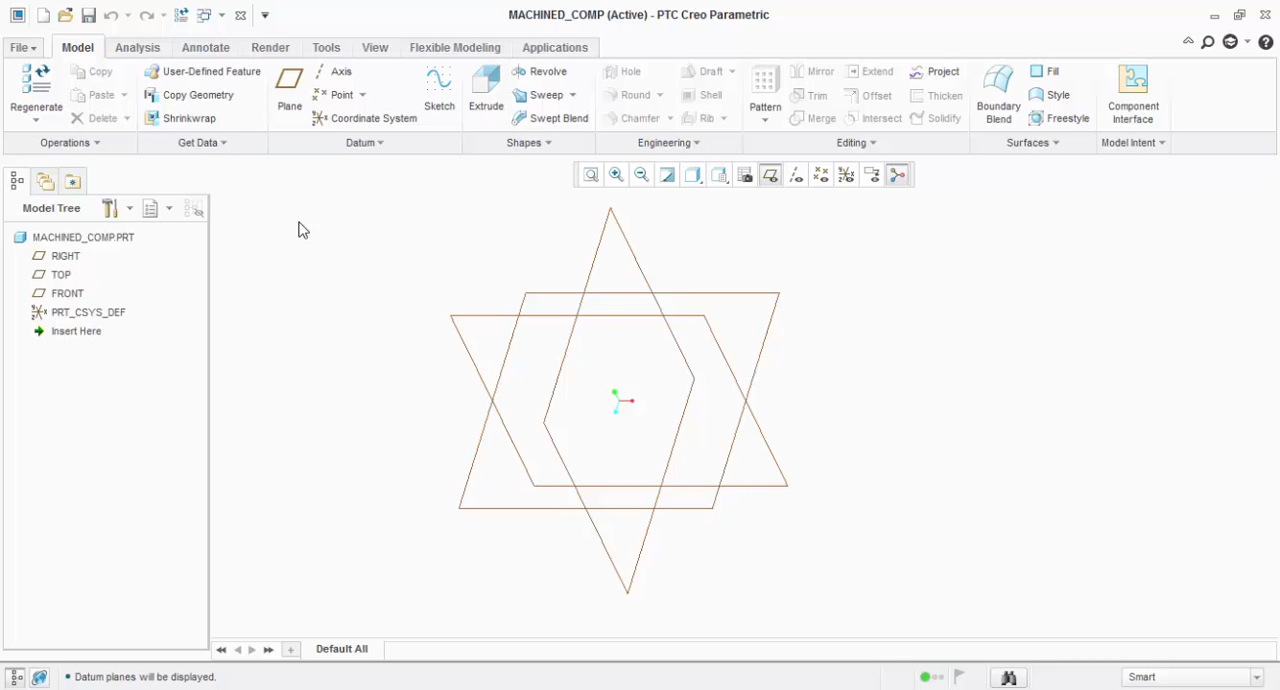 MACHINED_COMP (Active) - PTC Creo Parametric
File Model Analysis Annotate Render Tools View Flexible Modeling Applications
Regenerate
Copy
Paste
Delete
Operations
User-Defined Feature
Copy Geometry
Shrinkwrap
Get Data
Plane
Axis
Point
Coordinate System
Sketch
Datum
Extrude
Revolve
Sweep
Swept Blend
Shapes
Hole
Round
Chamfer
Draft
Shell
Rib
Engineering
Pattern
Mirror
Trim
Merge
Extend
Offset
Intersect
Project
Thicken
Solidify
Editing
Boundary
Blend
Fill
Style
Freestyle
Surfaces
Component
Interface
Model Intent
Model Tree
MACHINED_COMP.PRT
RIGHT
TOP
FRONT
PRT_CSYS_DEF
Insert Here
Default All
Datum planes will be displayed.
Smart